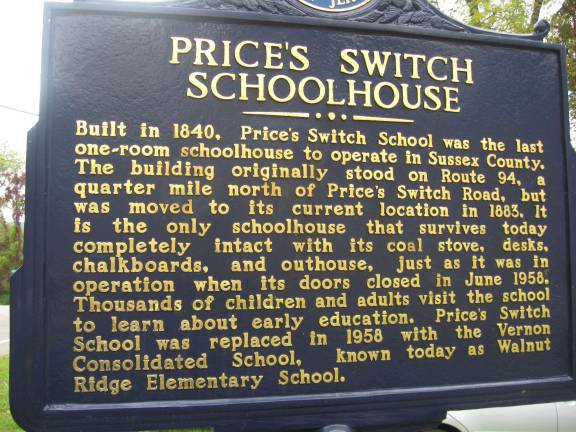 PRICE'S SWITCH
SCHOOLHOUSE
Built in 1840, Price's Switch School was the last
one-room schoolhouse to operate in Sussex County.
The building originally stood on Route 94, a
quarter mile north of Price's Switch Road, but
was moved to its current location in 1883. It
is the only schoolhouse that survives today
completely intact with its coal stove, desks,
chalkboards, and outhouse, just as it was in
operation when its doors closed in June 1958.
Thousands of children and adults visit the school
to learn about early education. Price's Switch
School was replaced in 1958 with the Vernon
Consolidated School, known today as Walnut
Ridge Elementary School.